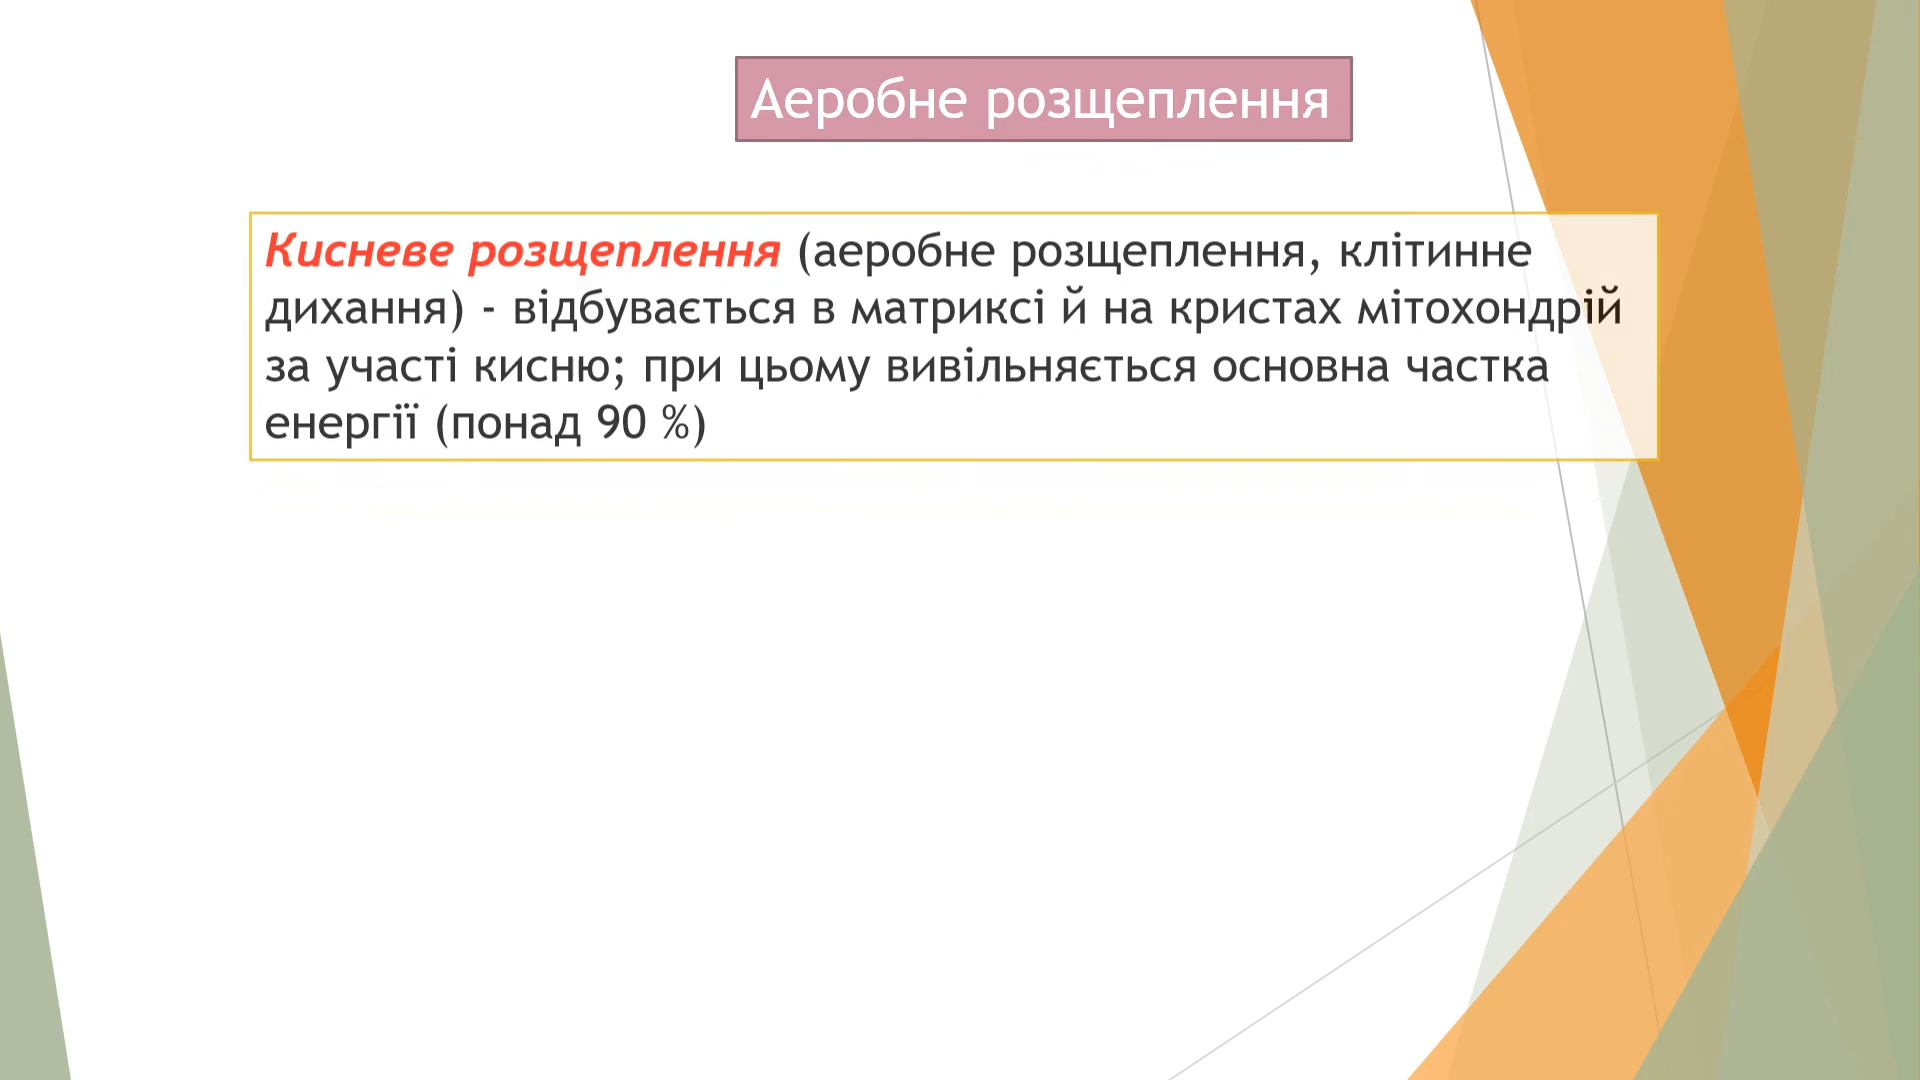 Аеробне розщеплення
Кисневе розщеплення (аеробне розщеплення, клітинне
дихання) - відбувається в матриксі й на кристах мітохондрій
за участі кисню; при цьому вивільняється основна частка
енергії (понад 90 %)